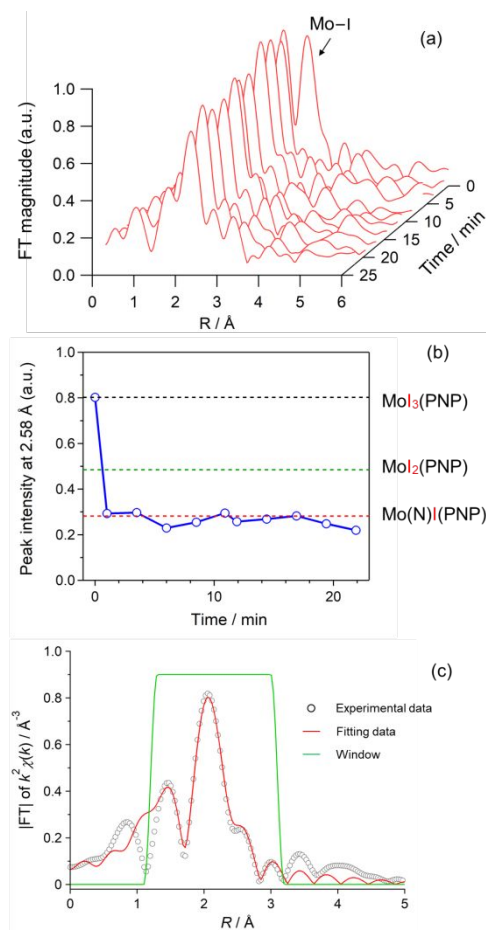 Mo–I
(a)
FT magnitude (a.u.)
1.0
0.8
0.6
0.4
0.2
0.0
0 1 2 3 4 5 6
R / Å
0
5
10
15
20
25
Time / min
(b)
Peak intensity at 2.58 Å (a.u.)
1.0
0.8
0.6
0.4
0.2
0.0
0 10 20
Time / min
MoI₃(PNP)
MoI₂(PNP)
Mo(N)I(PNP)
(c)
|FT| of k²χ(k) / Å⁻³
1.0
0.8
0.6
0.4
0.2
0
0 1 2 3 4 5
R / Å
Experimental data
Fitting data
Window